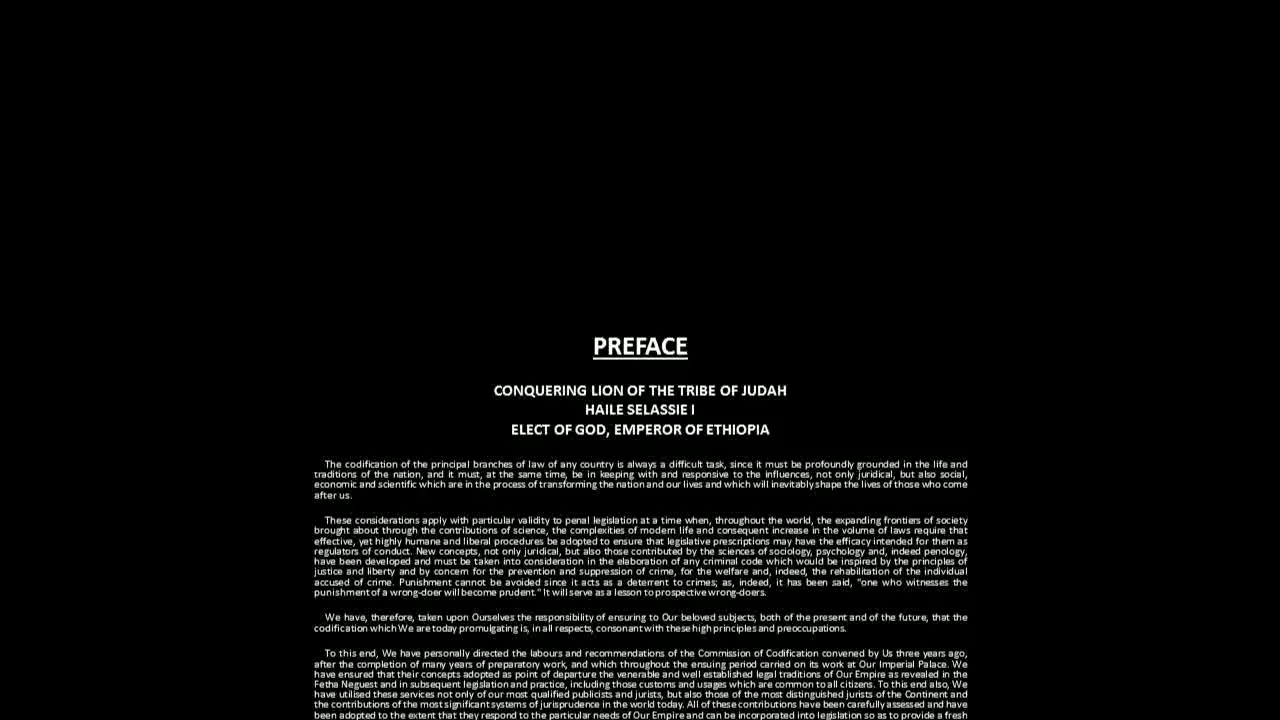 PREFACE
CONQUERING LION OF THE TRIBE OF JUDAH
HAILE SELASSIE I
ELECT OF GOD, EMPEROR OF ETHIOPIA
The codification of the principal branches of law of any country is always a difficult task, since it must be profoundly grounded in the life and
traditions of the nation, and it must, at the same time, be in keeping with and responsive to the influences, not only juridical, but also social,
economic and scientific which are in the process of transforming the nation and our lives and which will inevitably shape the lives of those who come
after us.
These considerations apply with particular validity to penal legislation at a time when, throughout the world, the expanding frontiers of society
brought about through the contributions of science, the complexities of modern life and consequent increase in the volume of laws require that
effective, yet highly humane and liberal procedures be adopted to ensure that legislative prescriptions may have the efficacy intended for them as
regulators of conduct. New concepts, not only juridical, but also those contributed by the sciences of sociology, psychology and, indeed penology,
have been developed and must be taken into consideration in the elaboration of any criminal code which would be inspired by the principles of
justice and liberty and by concern for the prevention and suppression of crime, for the welfare and, indeed, the rehabilitation of the individual
accused of crime. Punishment cannot be avoided since it acts as a deterrent to crimes; as, indeed, it has been said, "one who witnesses the
punishment of a wrong-doer will become prudent." It will serve as a lesson to prospective wrong-doers.
We have, therefore, taken upon Ourselves the responsibility of ensuring to Our beloved subjects, both of the present and of the future, that the
codification which We are today promulgating is, in all respects, consonant with these high principles and preoccupations.
To this end, We have personally directed the labours and recommendations of the Commission of Codification convened by Us three years ago,
after the completion of many years of preparatory work, and which throughout the ensuing period carried on its work at Our Imperial Palace. We
have ensured that their concepts adopted as point of departure the venerable and well established legal traditions of Our Empire as revealed in the
Fetha Neguest and in subsequent legislation and practice, including those customs and usages which are common to all citizens. To this end also, We
have utilised these services not only of our most qualified publicists and jurists, but also those of the most distinguished jurists of the Continent and
the contributions of the most significant systems of jurisprudence in the world today. All of these contributions have been carefully assessed and have
been adopted to the extent that they respond to the particular needs of Our Empire and can be incorporated into legislation so as to provide a fresh